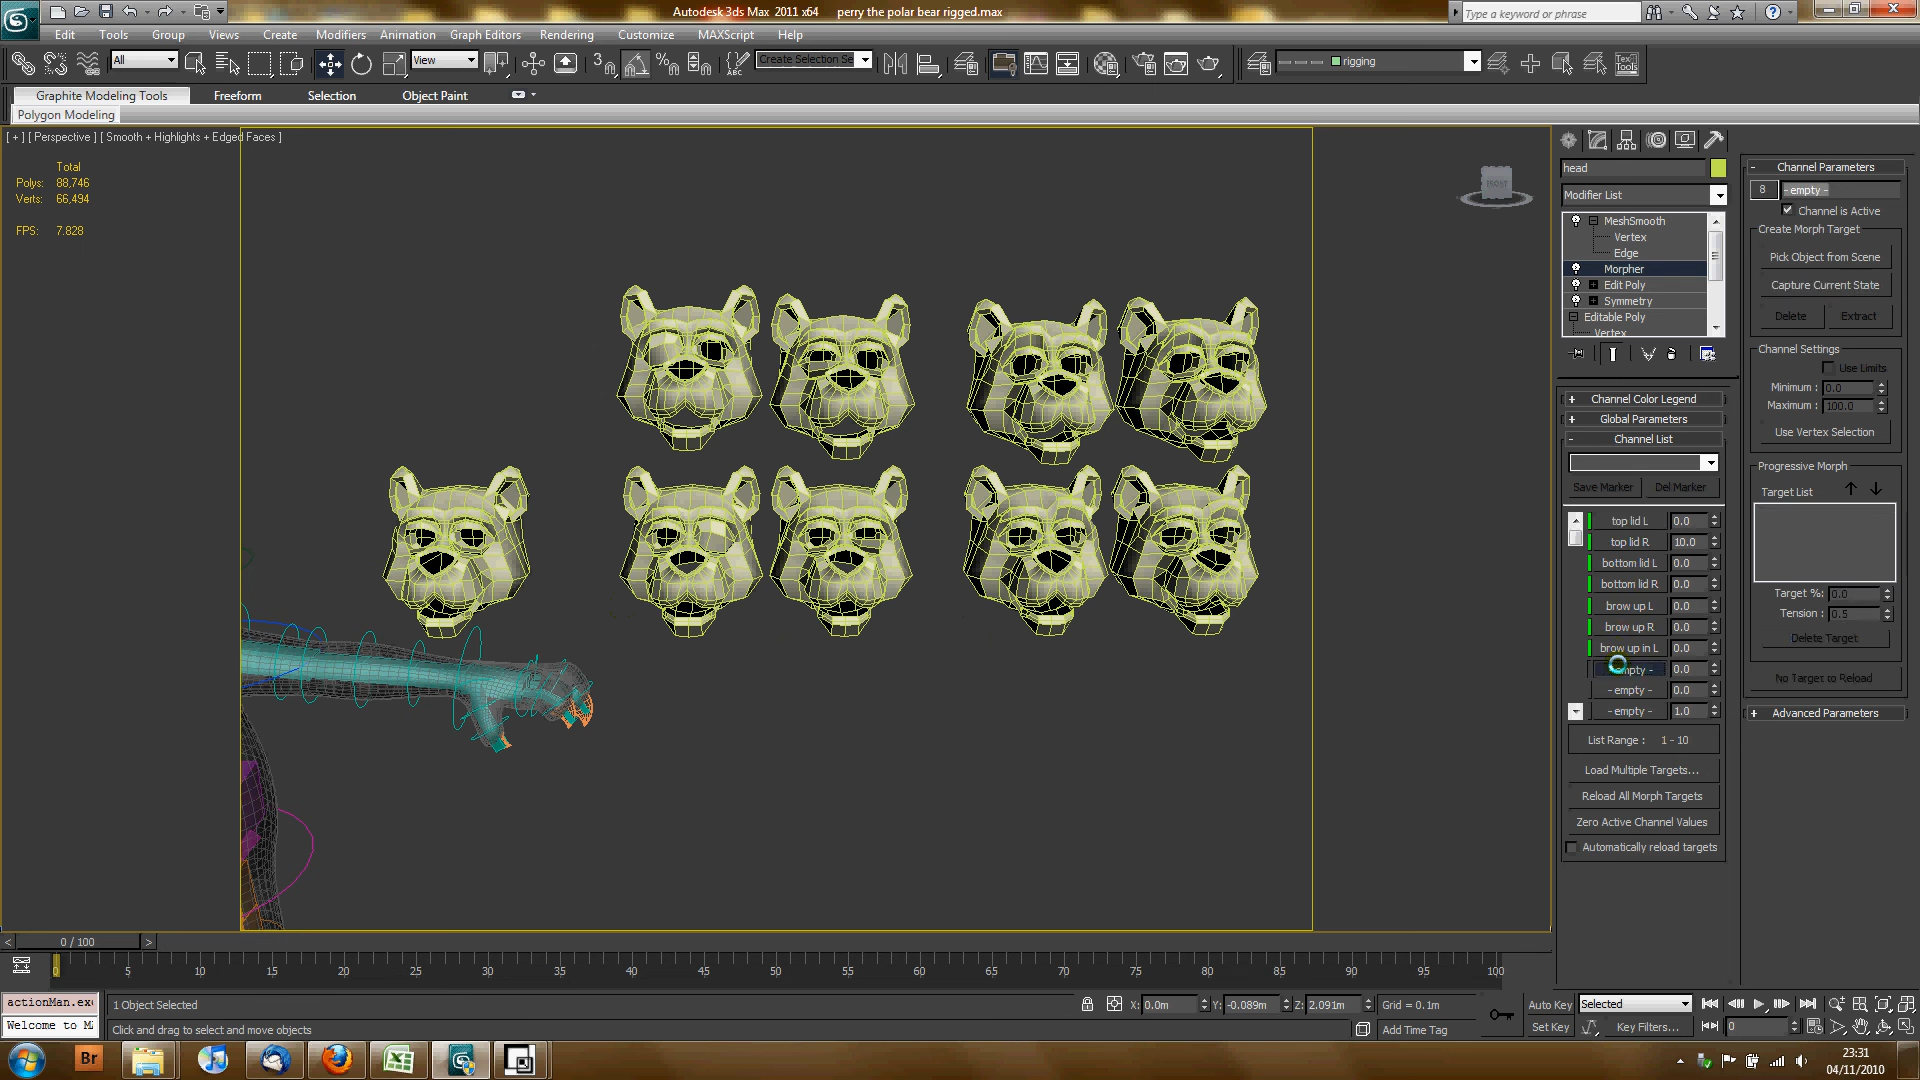 Autodesk 3ds Max 2011 x64 perry the polar bear rigged.max
Type a keyword or phrase
Edit Tools Group Views Create Modifiers Animation Graph Editors Rendering Customize MAXScript Help
All View Create Selection Se rigging
Graphite Modeling Tools Freeform Selection Object Paint
Polygon Modeling
[ + ] [ Perspective ] [ Smooth + Highlights + Edged Faces ]
Total
Polys: 88,746
Verts: 66,494
FPS: 7.828
head
Modifier List
MeshSmooth
Vertex
Edge
Morpher
Edit Poly
Symmetry
Editable Poly
Vertex
+ Channel Color Legend
+ Global Parameters
- Channel List
Save Marker Del Marker
top lid L 0.0
top lid R 10.0
bottom lid L 0.0
bottom lid R 0.0
brow up L 0.0
brow up R 0.0
brow up in L 0.0
- empty - 0.0
- empty - 0.0
- empty - 1.0
List Range : 1 - 10
Load Multiple Targets...
Reload All Morph Targets
Zero Active Channel Values
Automatically reload targets
- Channel Parameters
8 - empty -
Channel is Active
Create Morph Target
Pick Object from Scene
Capture Current State
Delete Extract
Channel Settings
Use Limits
Minimum : 0.0
Maximum : 100.0
Use Vertex Selection
Progressive Morph
Target List
Target %: 0.0
Tension : 0.5
Delete Target
No Target to Reload
+ Advanced Parameters
< 0 / 100 >
0 5 10 15 20 25 30 35 40 45 50 55 60 65 70 75 80 85 90 95 100
actionMan.exe
1 Object Selected
X: 0.0m Y: -0.089m Z: 2.091m Grid = 0.1m
Auto Key Selected
Welcome to MA
Click and drag to select and move objects
Add Time Tag
Set Key Key Filters... 0
Br
23:31
04/11/2010